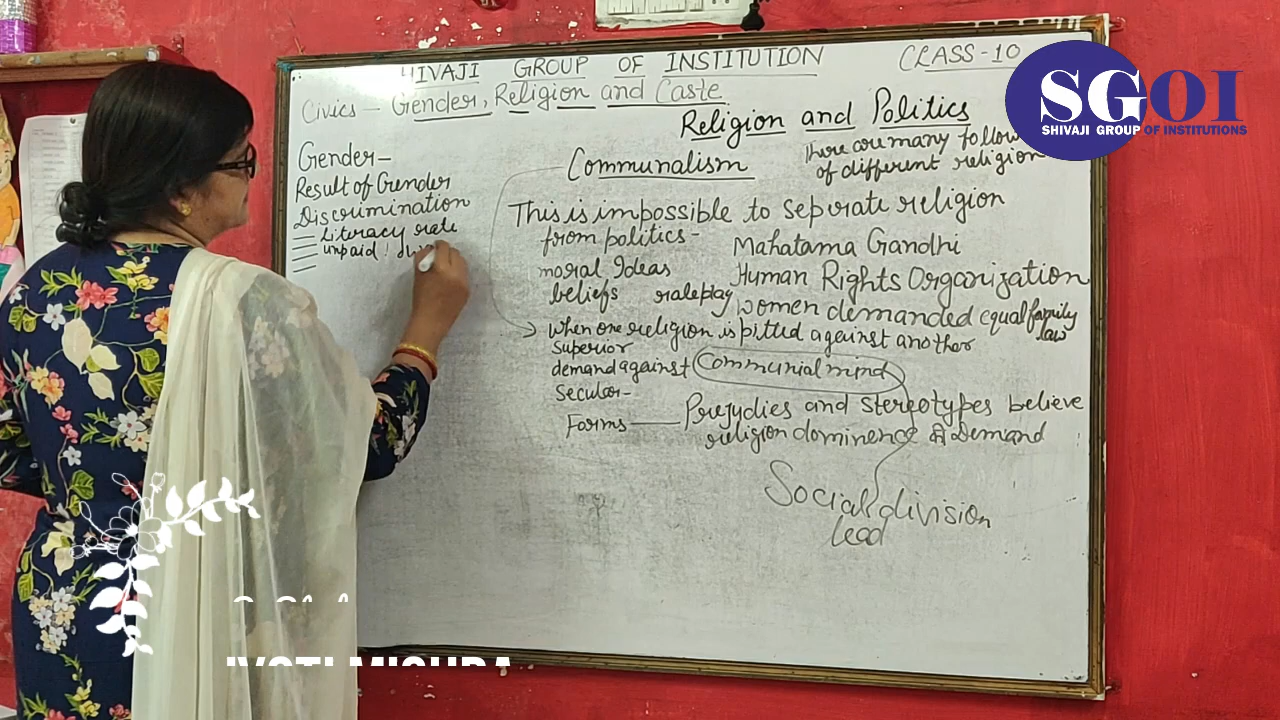 SHIVAJI GROUP OF INSTITUTION
CLASS-10
Civics — Gender, Religion and Caste
SGOI
SHIVAJI GROUP OF INSTITUTIONS
Religion and Politics
There are many follow
of different religion
Gender—
Result of Gender
Discrimination
— Literacy rate
— unpaid
Communalism
This is impossible to seperate religion
from politics -
moral Ideas
beliefs roleplay
Mahatama Gandhi
Human Rights Organization
women demanded equal family
law
When one religion is pitted against another
superior
demand against Communial mind
Secular-
Forms — Prejudies and stereotypes believe
religion dominence Demand
Social division
lead
JYOTI MISHRA